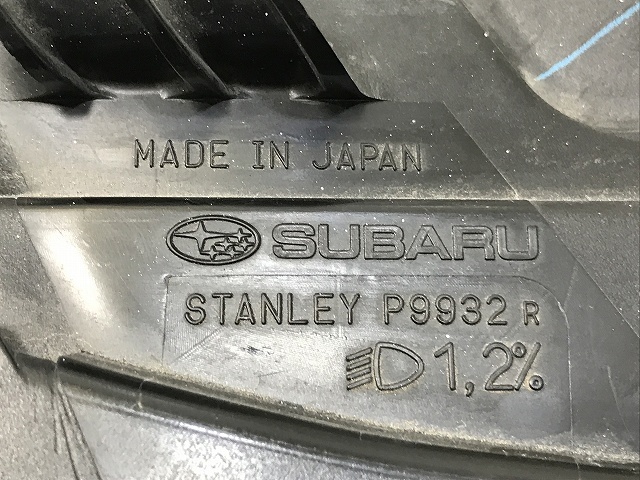 MADE IN JAPAN
SUBARU
STANLEY P9932 R
1,2%